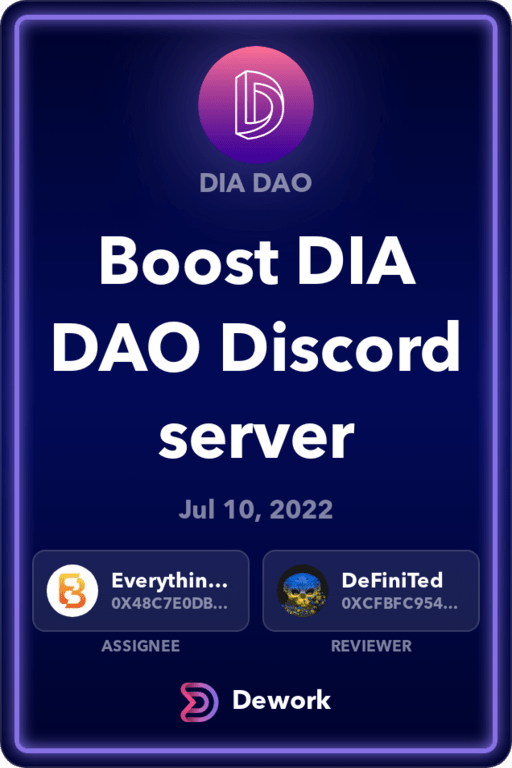 DIA DAO
Boost DIA
DAO Discord
server
Jul 10, 2022
Everythin...
0X48C7E0DB...
ASSIGNEE
DeFiniTed
0XCFBFC954...
REVIEWER
Dework